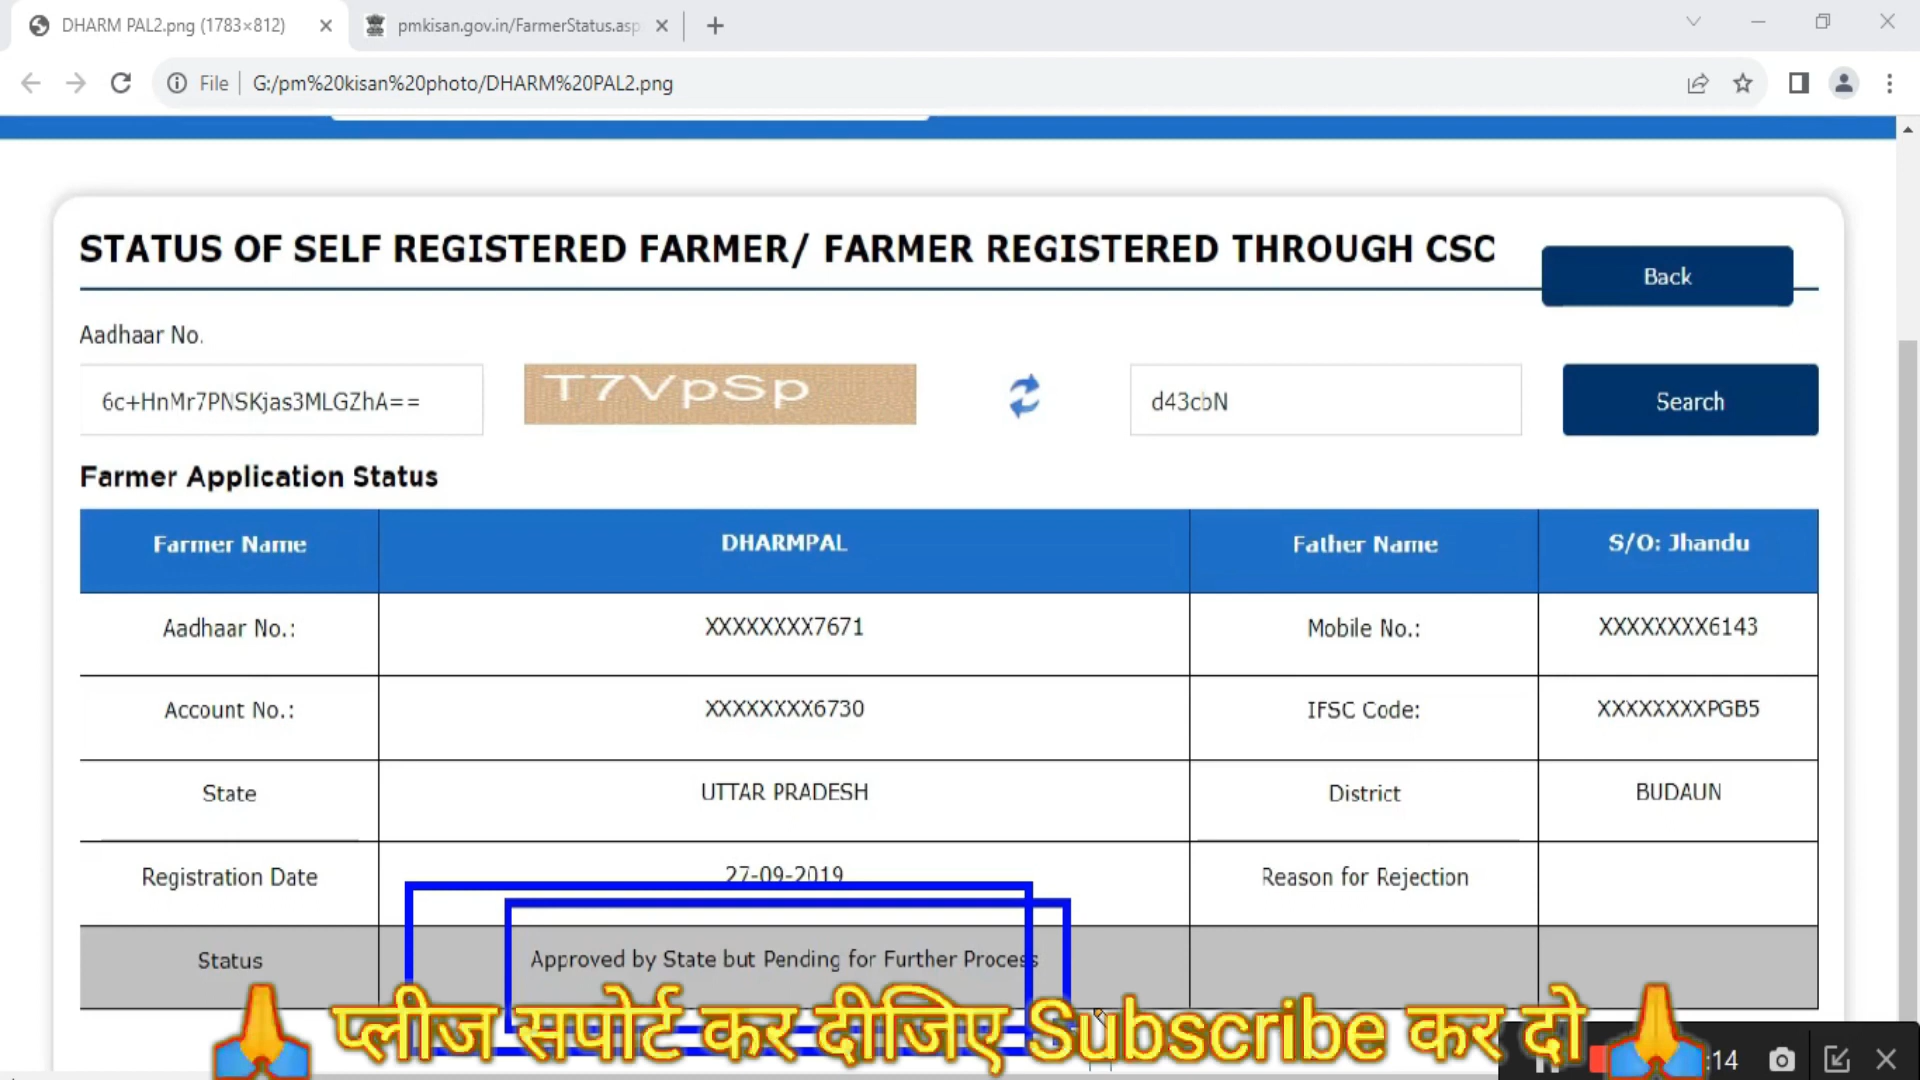 DHARM PAL2.png (1783×812)
pmkisan.gov.in/FarmerStatus.asp
File
G:/pm%20kisan%20photo/DHARM%20PAL2.png
STATUS OF SELF REGISTERED FARMER/ FARMER REGISTERED THROUGH CSC
Back
Aadhaar No.
6c+HnMr7PNSKjas3MLGZhA==
T7VpSp
d43cbN
Search
Farmer Application Status
Farmer Name DHARMPAL Father Name S/O: Jhandu
Aadhaar No.: XXXXXXXX7671 Mobile No.: XXXXXXXX6143
Account No.: XXXXXXXX6730 IFSC Code: XXXXXXXXPGB5
State UTTAR PRADESH District BUDAUN
Registration Date 27-09-2019 Reason for Rejection
Status Approved by State but Pending for Further Process
🙏 प्लीज सपोर्ट कर दीजिए Subscribe कर दो 🙏
:14